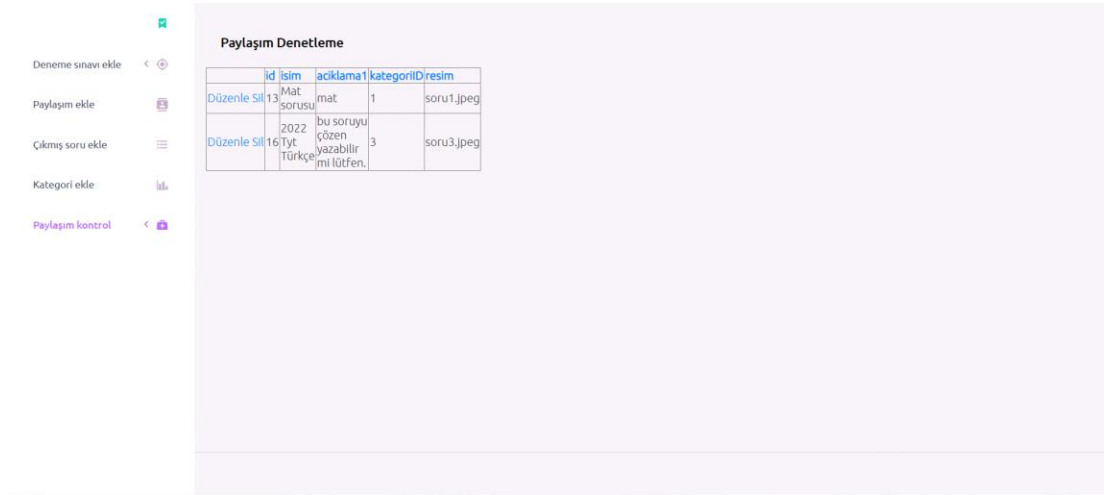 Paylaşım Denetleme
Deneme sınavı ekle
Paylaşım ekle
Çıkmış soru ekle
Kategori ekle
Paylaşım kontrol
id isim aciklama1 kategoriID resim
Düzenle Sil 13 Mat sorusu mat 1 soru1.jpeg
Düzenle Sil 16 2022 Tyt Türkçe bu soruyu çözen yazabilir mi lütfen. 3 soru3.jpeg